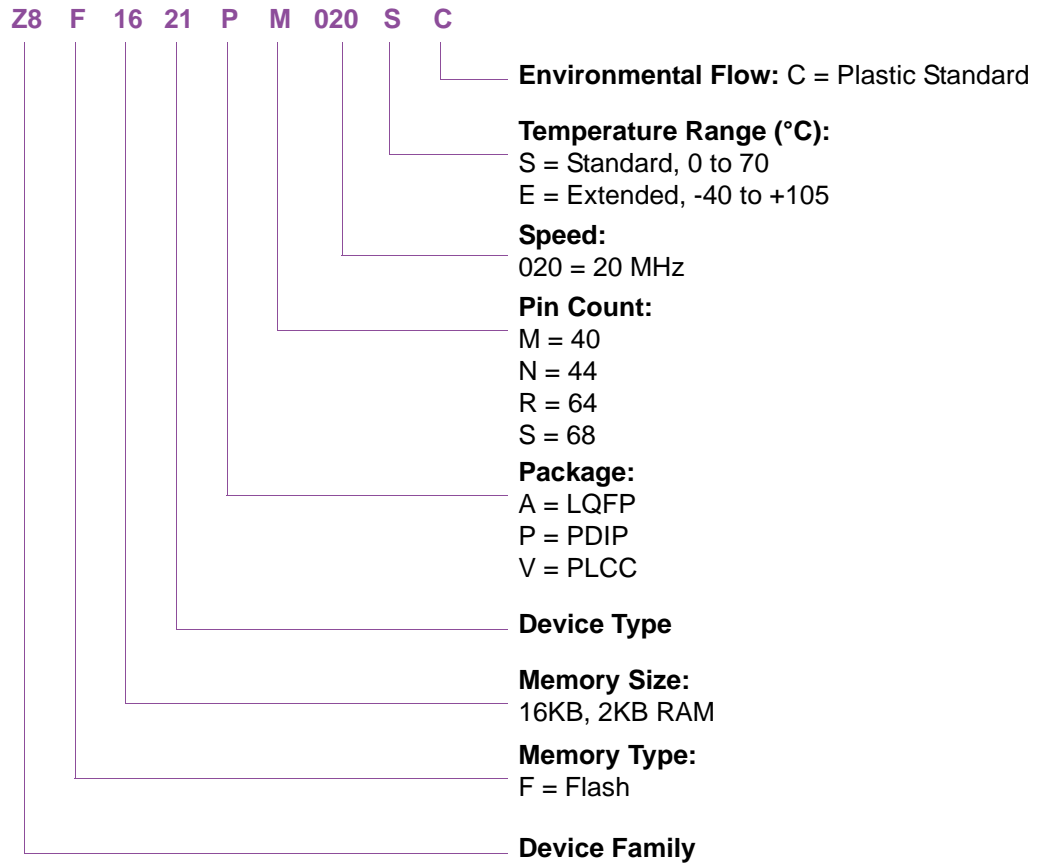 Z8 F 16 21 P M 020 S C
Environmental Flow: C = Plastic Standard
Temperature Range (°C):
S = Standard, 0 to 70
E = Extended, -40 to +105
Speed:
020 = 20 MHz
Pin Count:
M = 40
N = 44
R = 64
S = 68
Package:
A = LQFP
P = PDIP
V = PLCC
Device Type
Memory Size:
16KB, 2KB RAM
Memory Type:
F = Flash
Device Family